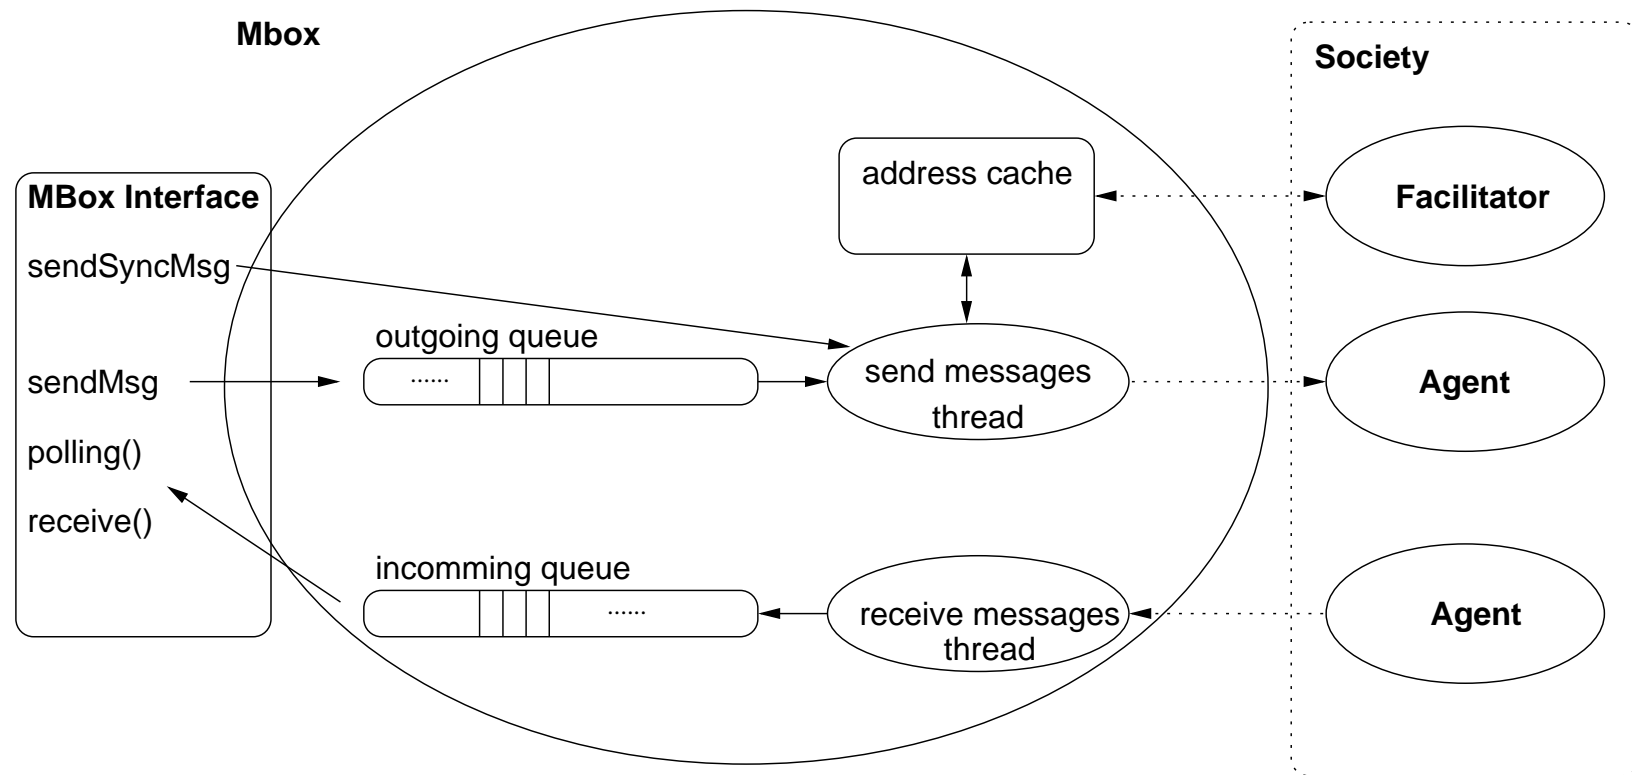 Mbox
Society
MBox Interface
address cache
Facilitator
sendSyncMsg
outgoing queue
sendMsg
......
send messages
thread
Agent
polling()
receive()
incomming queue
......
receive messages
thread
Agent